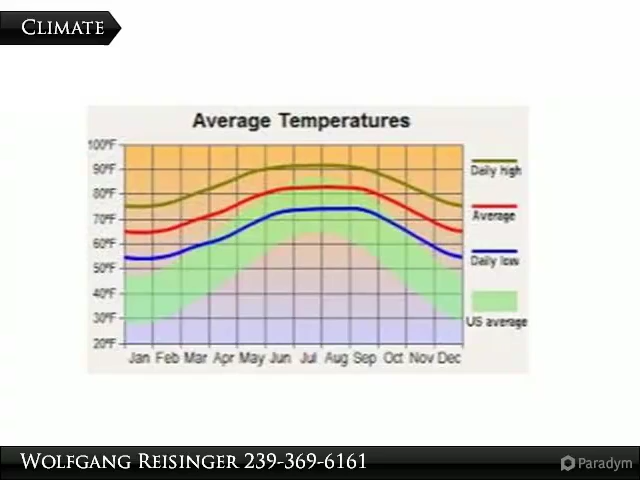 CLIMATE
Average Temperatures
100°F
90°F
80°F
70°F
60°F
50°F
40°F
30°F
20°F
Jan Feb Mar Apr May Jun Jul Aug Sep Oct Nov Dec
Daily high
Average
Daily low
US average
WOLFGANG REISINGER 239-369-6161
Paradym